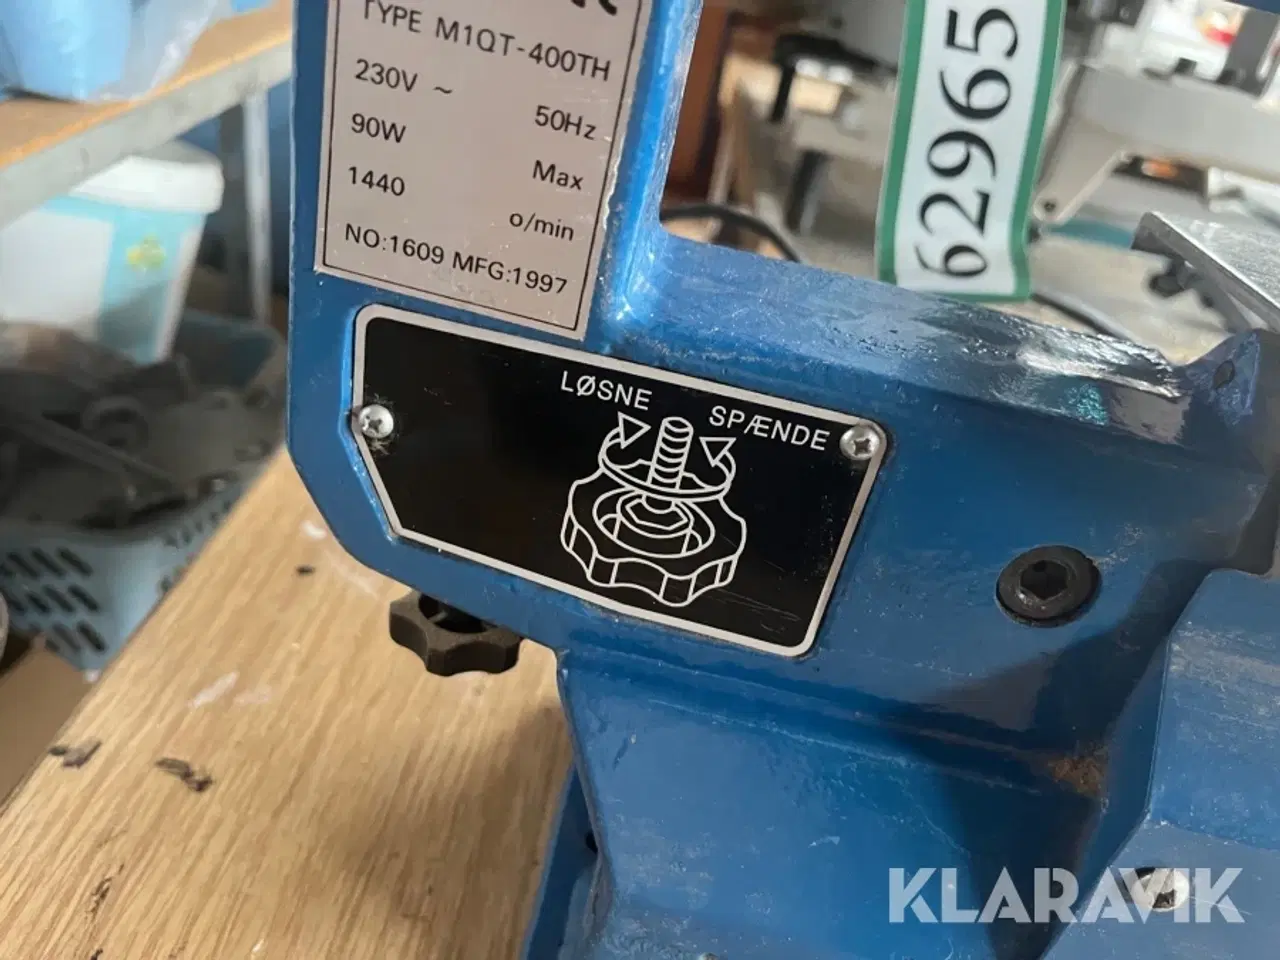 TYPE M1QT-400TH
230V ~ 50Hz
90W Max
1440 o/min
NO:1609 MFG:1997
LØSNE SPÆNDE
62965
KLARAVIK